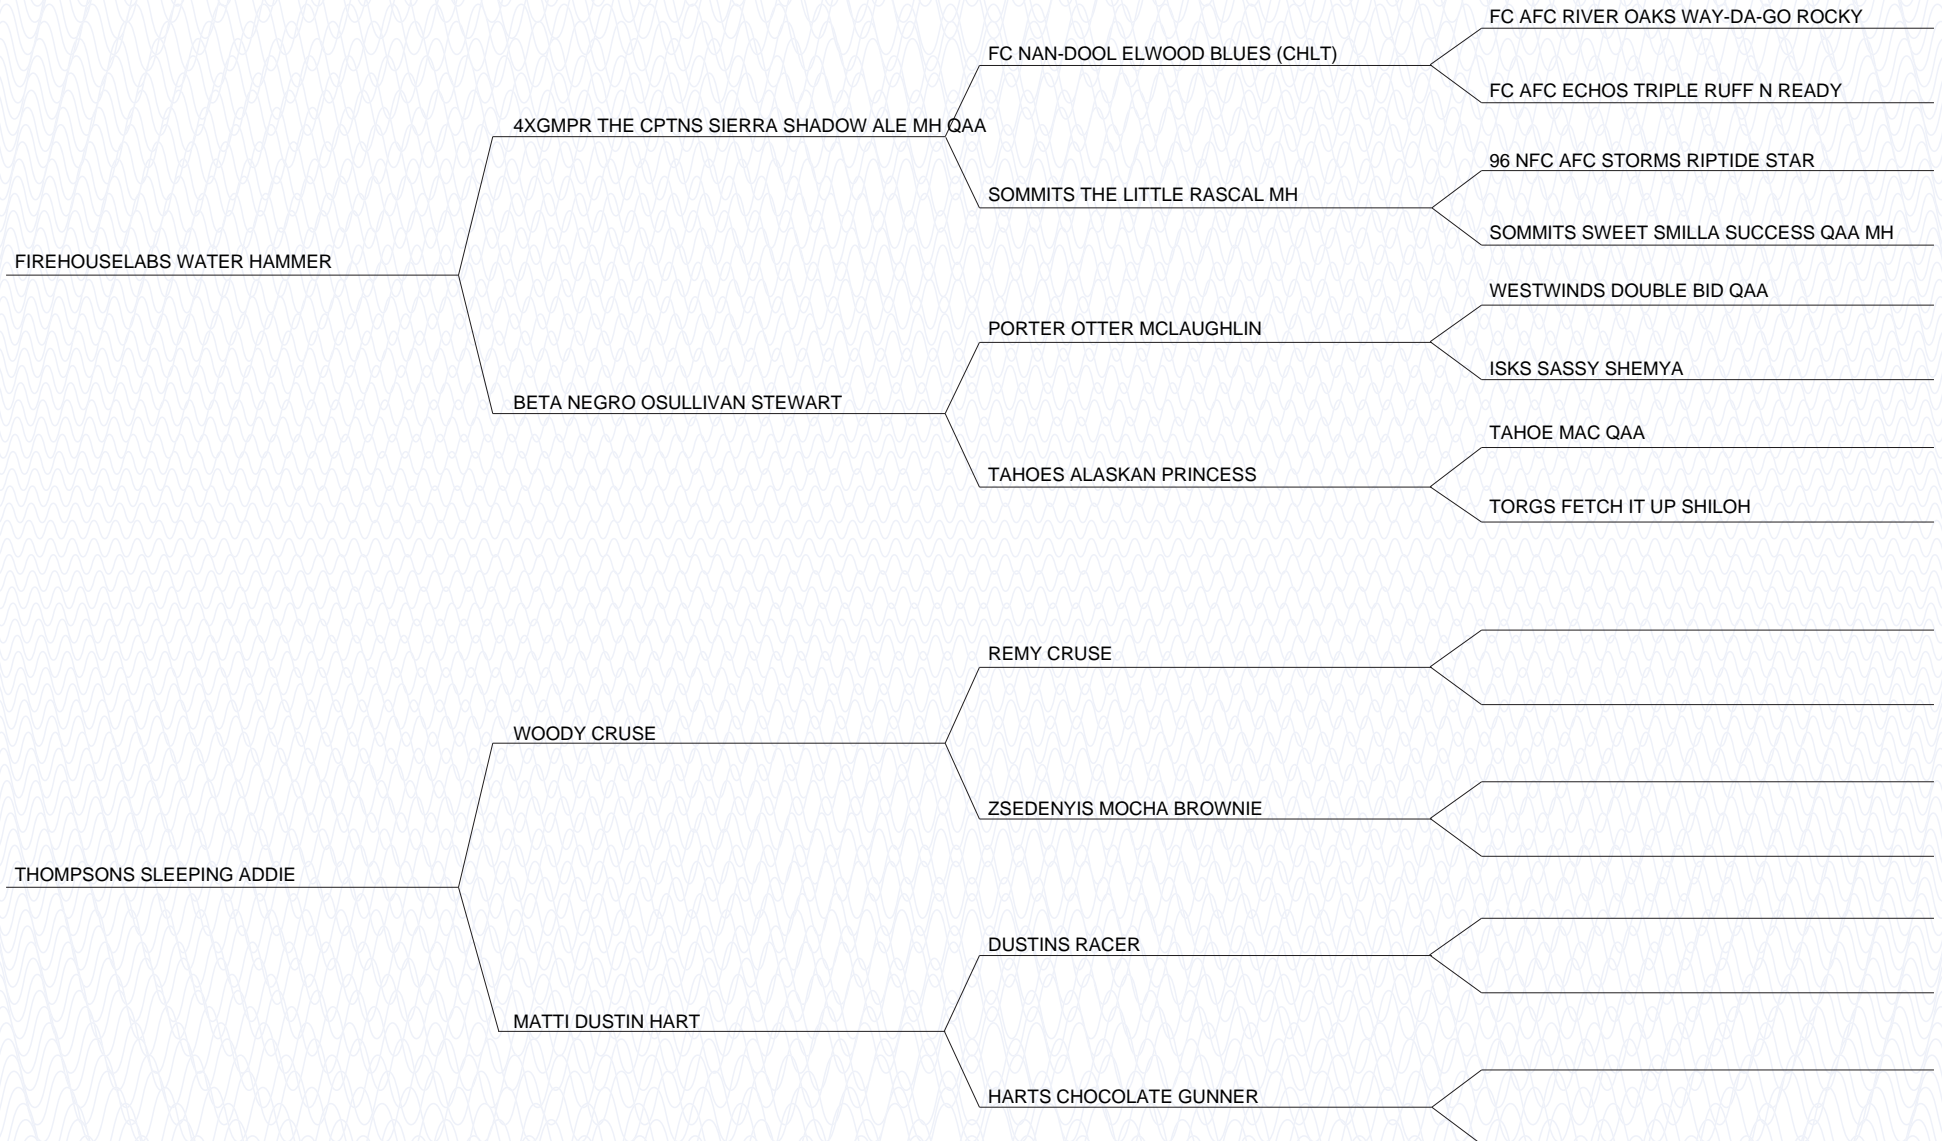 FC AFC RIVER OAKS WAY-DA-GO ROCKY
FC NAN-DOOL ELWOOD BLUES (CHLT)
FC AFC ECHOS TRIPLE RUFF N READY
4XGMPR THE CPTNS SIERRA SHADOW ALE MH QAA
96 NFC AFC STORMS RIPTIDE STAR
SOMMITS THE LITTLE RASCAL MH
SOMMITS SWEET SMILLA SUCCESS QAA MH
FIREHOUSELABS WATER HAMMER
WESTWINDS DOUBLE BID QAA
PORTER OTTER MCLAUGHLIN
ISKS SASSY SHEMYA
BETA NEGRO OSULLIVAN STEWART
TAHOE MAC QAA
TAHOES ALASKAN PRINCESS
TORGS FETCH IT UP SHILOH
REMY CRUSE
WOODY CRUSE
ZSEDENYIS MOCHA BROWNIE
THOMPSONS SLEEPING ADDIE
DUSTINS RACER
MATTI DUSTIN HART
HARTS CHOCOLATE GUNNER